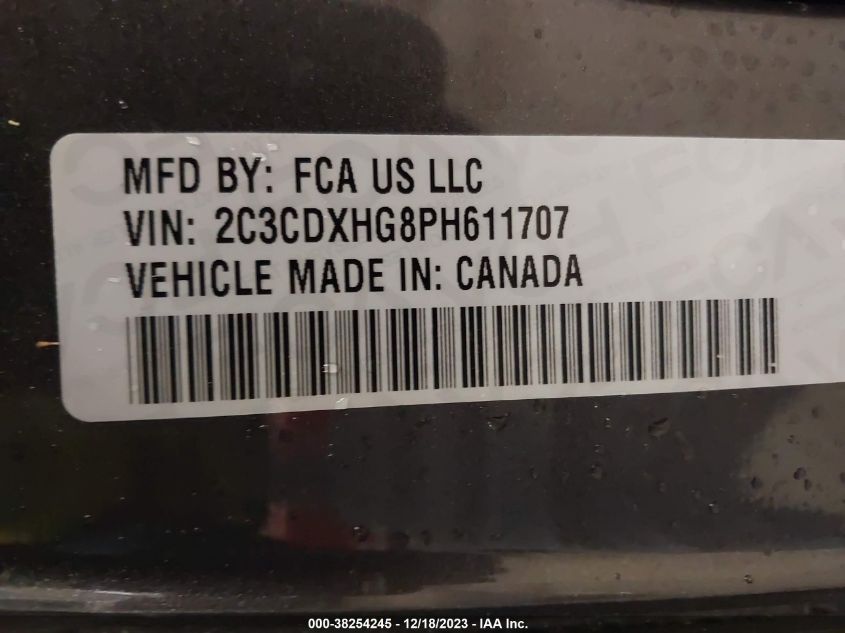 MFD BY: FCA US LLC
VIN: 2C3CDXHG8PH611707
VEHICLE MADE IN: CANADA
000-38254245 - 12/18/2023 - IAA Inc.